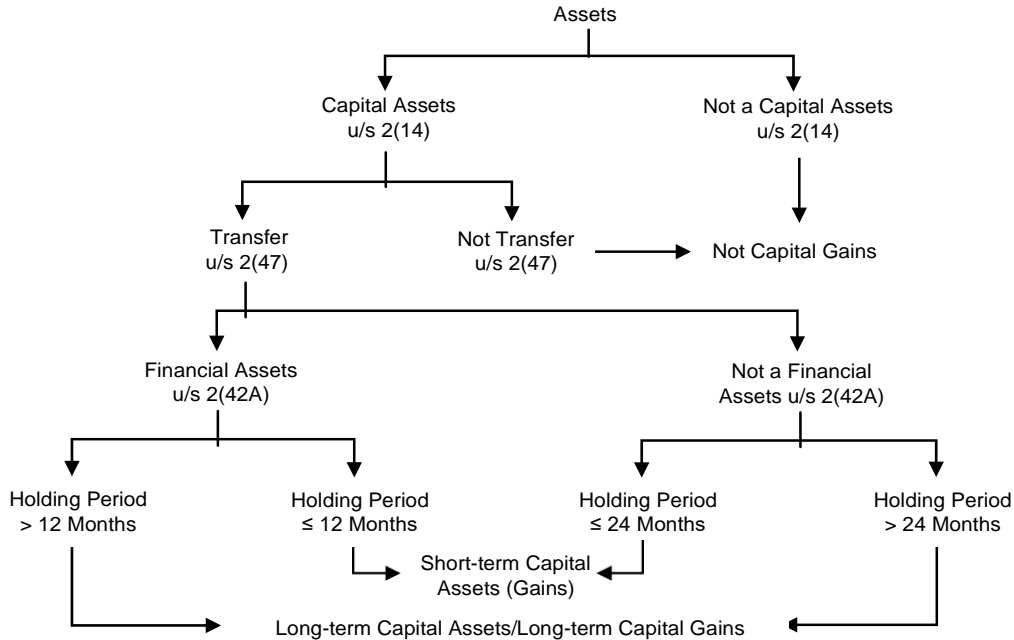 Assets
Capital Assets
u/s 2(14)
Not a Capital Assets
u/s 2(14)
Transfer
u/s 2(47)
Not Transfer
u/s 2(47)
Not Capital Gains
Financial Assets
u/s 2(42A)
Not a Financial
Assets u/s 2(42A)
Holding Period
> 12 Months
Holding Period
≤ 12 Months
Holding Period
≤ 24 Months
Holding Period
> 24 Months
Short-term Capital
Assets (Gains)
Long-term Capital Assets/Long-term Capital Gains